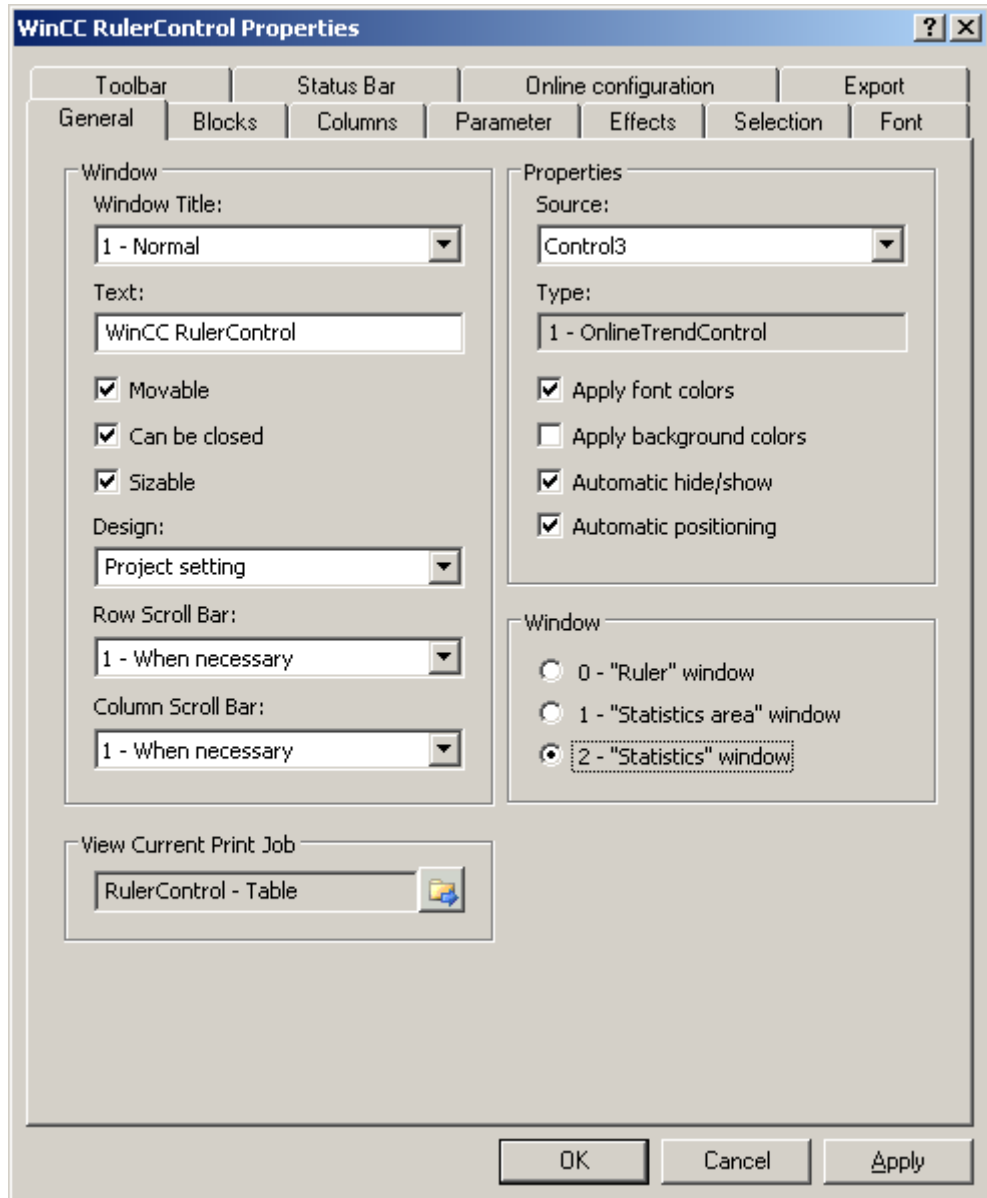 WinCC RulerControl Properties
Toolbar
Status Bar
Online configuration
Export
General
Blocks
Columns
Parameter
Effects
Selection
Font
Window
Window Title:
1 - Normal
Text:
WinCC RulerControl
Movable
Can be closed
Sizable
Design:
Project setting
Row Scroll Bar:
1 - When necessary
Column Scroll Bar:
1 - When necessary
View Current Print Job
RulerControl - Table
Properties
Source:
Control3
Type:
1 - OnlineTrendControl
Apply font colors
Apply background colors
Automatic hide/show
Automatic positioning
Window
0 - "Ruler" window
1 - "Statistics area" window
2 - "Statistics" window
OK
Cancel
Apply